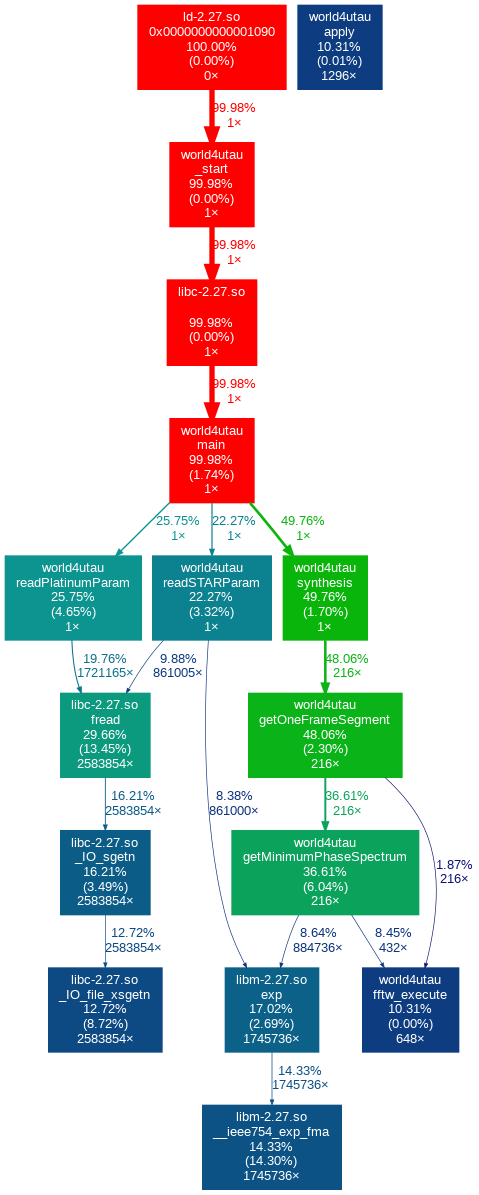 ld-2.27.so
0x0000000000001090
100.00%
(0.00%)
0×
world4utau
apply
10.31%
(0.01%)
1296×
99.98%
1×
world4utau
_start
99.98%
(0.00%)
1×
99.98%
1×
libc-2.27.so
99.98%
(0.00%)
1×
99.98%
1×
world4utau
main
99.98%
(1.74%)
1×
25.75%
1×
22.27%
1×
49.76%
1×
world4utau
readPlatinumParam
25.75%
(4.65%)
1×
world4utau
readSTARParam
22.27%
(3.32%)
1×
world4utau
synthesis
49.76%
(1.70%)
1×
19.76%
1721165×
9.88%
861005×
48.06%
216×
libc-2.27.so
fread
29.66%
(13.45%)
2583854×
world4utau
getOneFrameSegment
48.06%
(2.30%)
216×
16.21%
2583854×
8.38%
861000×
36.61%
216×
1.87%
216×
libc-2.27.so
_IO_sgetn
16.21%
(3.49%)
2583854×
world4utau
getMinimumPhaseSpectrum
36.61%
(6.04%)
216×
12.72%
2583854×
8.64%
884736×
8.45%
432×
libc-2.27.so
_IO_file_xsgetn
12.72%
(8.72%)
2583854×
libm-2.27.so
exp
17.02%
(2.69%)
1745736×
world4utau
fftw_execute
10.31%
(0.00%)
648×
14.33%
1745736×
libm-2.27.so
__ieee754_exp_fma
14.33%
(14.30%)
1745736×